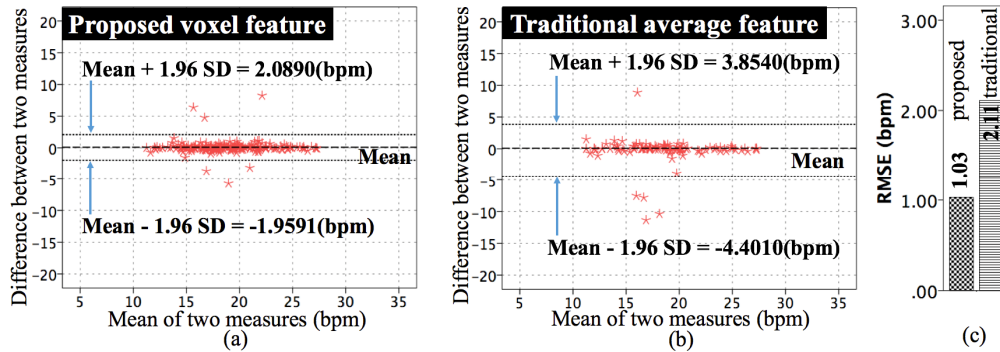 Proposed voxel feature
Difference between two measures
20
15
10
5
0
-5
-10
-15
-20
Mean + 1.96 SD = 2.0890(bpm)
Mean
Mean - 1.96 SD = -1.9591(bpm)
5 10 15 20 25 30 35
Mean of two measures (bpm)
(a)
Traditional average feature
Difference between two measures
20
15
10
5
0
-5
-10
-15
-20
Mean + 1.96 SD = 3.8540(bpm)
Mean
Mean - 1.96 SD = -4.4010(bpm)
5 10 15 20 25 30 35
Mean of two measures (bpm)
(b)
RMSE (bpm)
3.00
2.00
1.00
.00
1.03 proposed
2.11 traditional
(c)